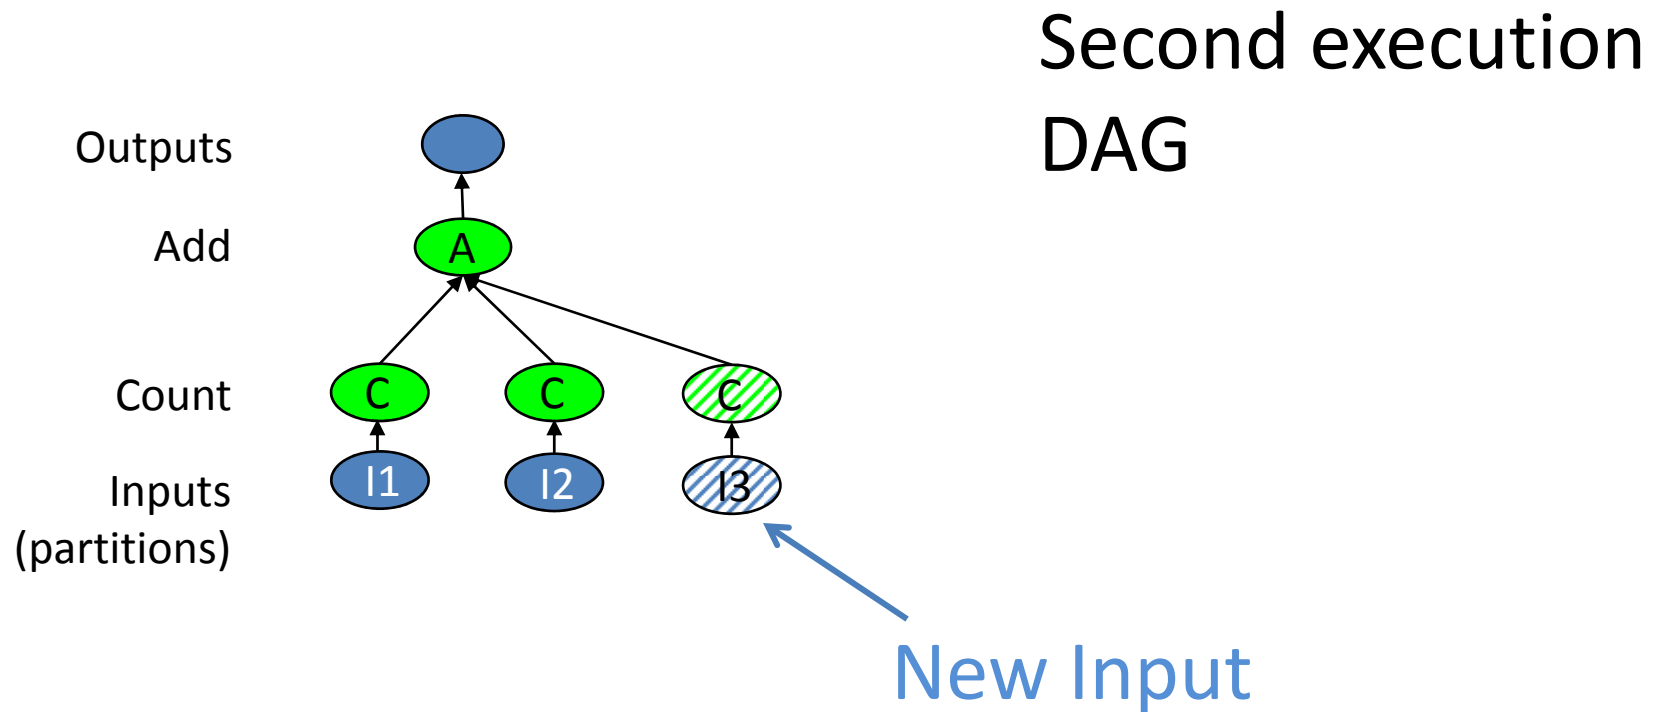 Second execution
DAG
Outputs
Add
A
Count
C C C
Inputs
(partitions)
I1 I2 I3
New Input